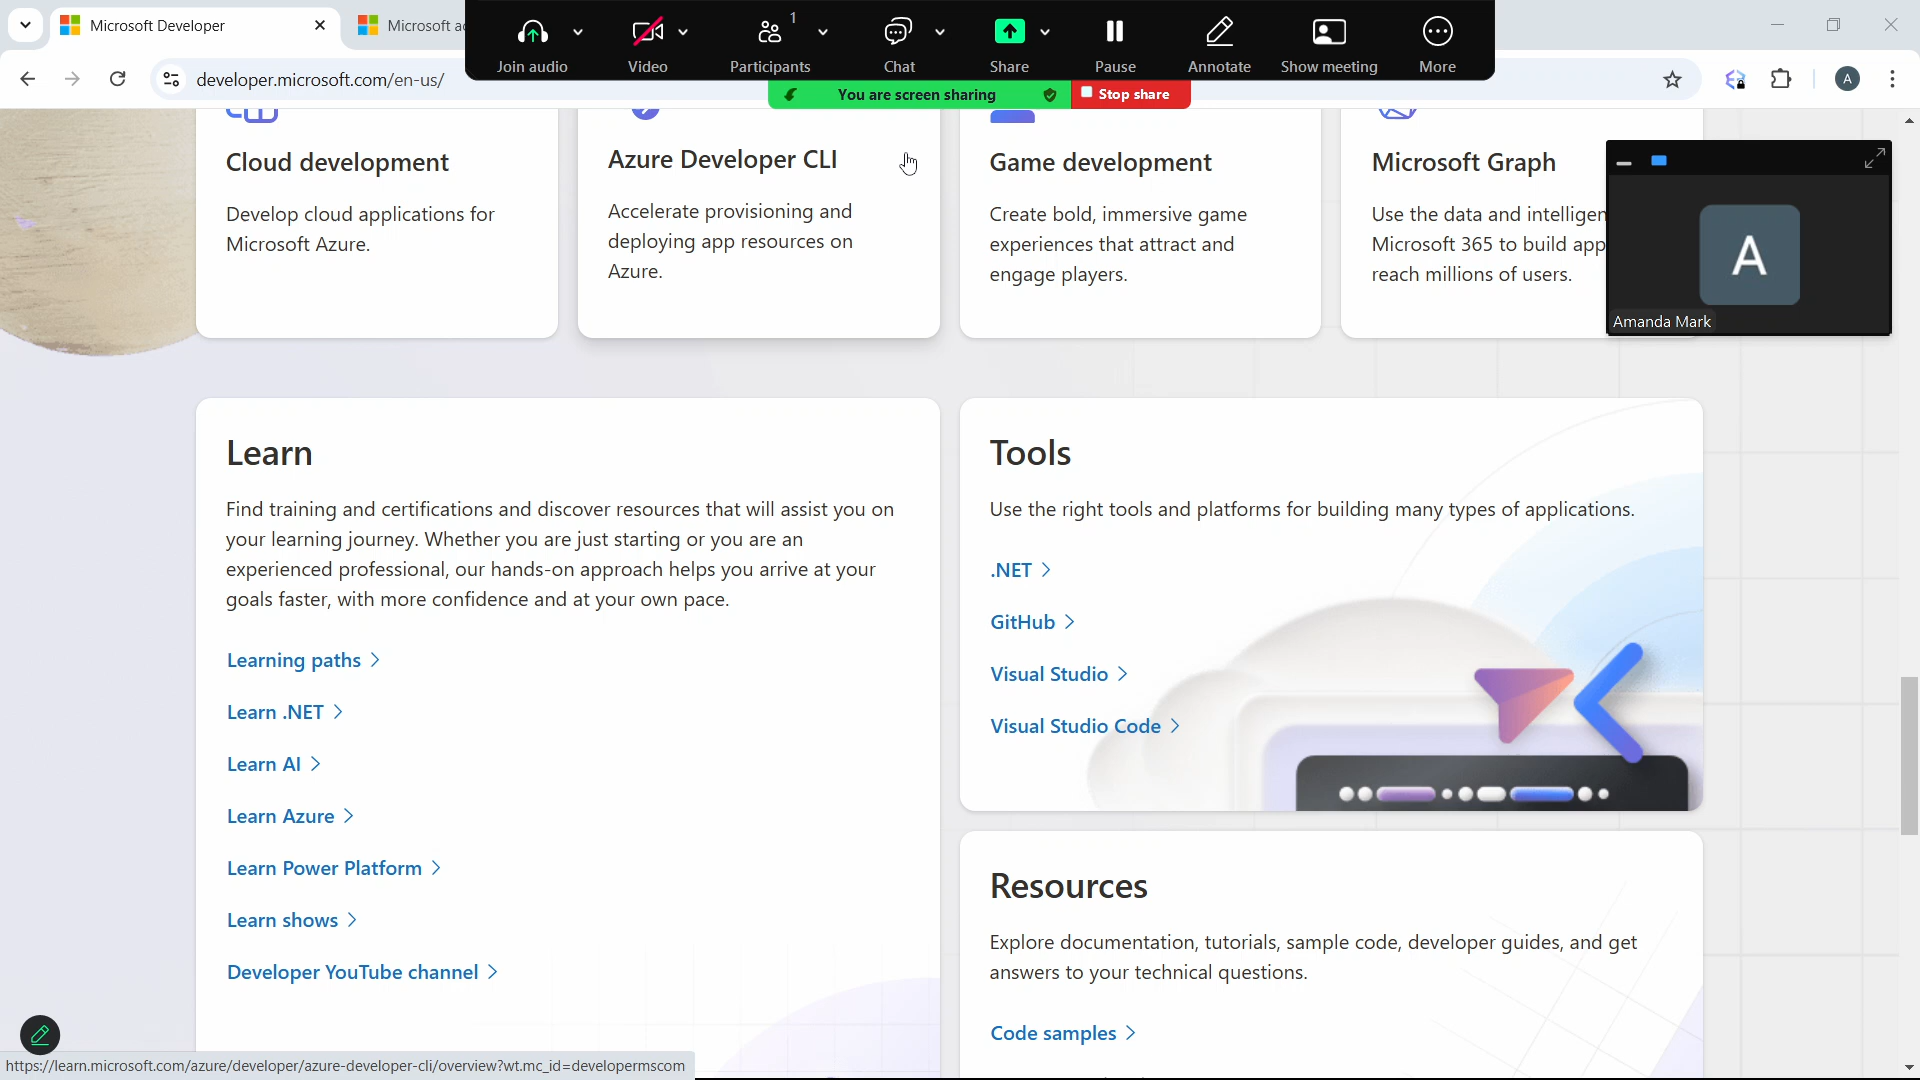 Microsoft Developer
Microsoft ac
developer.microsoft.com/en-us/
A
Join audio
Video
1
Participants
Chat
Share
Pause
Annotate
Show meeting
More
You are screen sharing
Stop share
Cloud development
Develop cloud applications for
Microsoft Azure.
Azure Developer CLI
Accelerate provisioning and
deploying app resources on
Azure.
Game development
Create bold, immersive game
experiences that attract and
engage players.
Microsoft Graph
Use the data and intelligen
Microsoft 365 to build app
reach millions of users.
A
Amanda Mark
Learn
Find training and certifications and discover resources that will assist you on
your learning journey. Whether you are just starting or you are an
experienced professional, our hands-on approach helps you arrive at your
goals faster, with more confidence and at your own pace.
Learning paths
Learn .NET
Learn AI
Learn Azure
Learn Power Platform
Learn shows
Developer YouTube channel
Tools
Use the right tools and platforms for building many types of applications.
.NET
GitHub
Visual Studio
Visual Studio Code
Resources
Explore documentation, tutorials, sample code, developer guides, and get
answers to your technical questions.
Code samples
https://learn.microsoft.com/azure/developer/azure-developer-cli/overview?wt.mc_id=developermscom